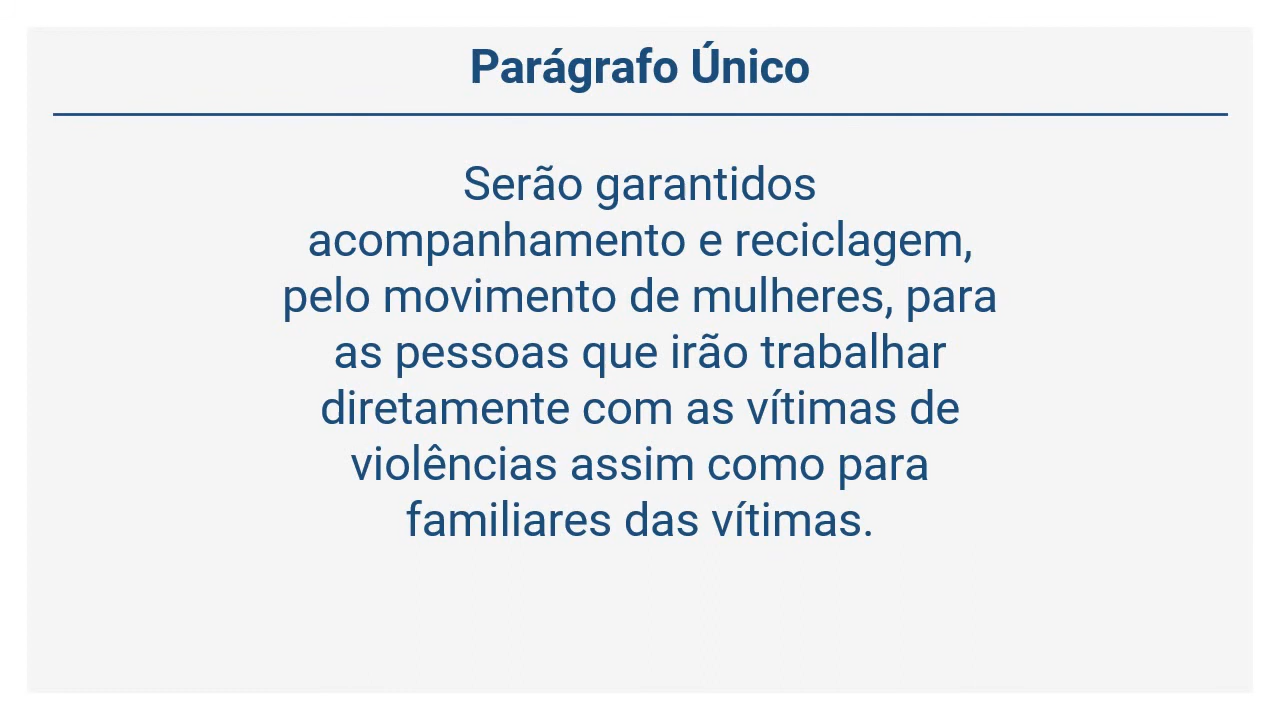 Parágrafo Único
Serão garantidos
acompanhamento e reciclagem,
pelo movimento de mulheres, para
as pessoas que irão trabalhar
diretamente com as vítimas de
violências assim como para
familiares das vítimas.